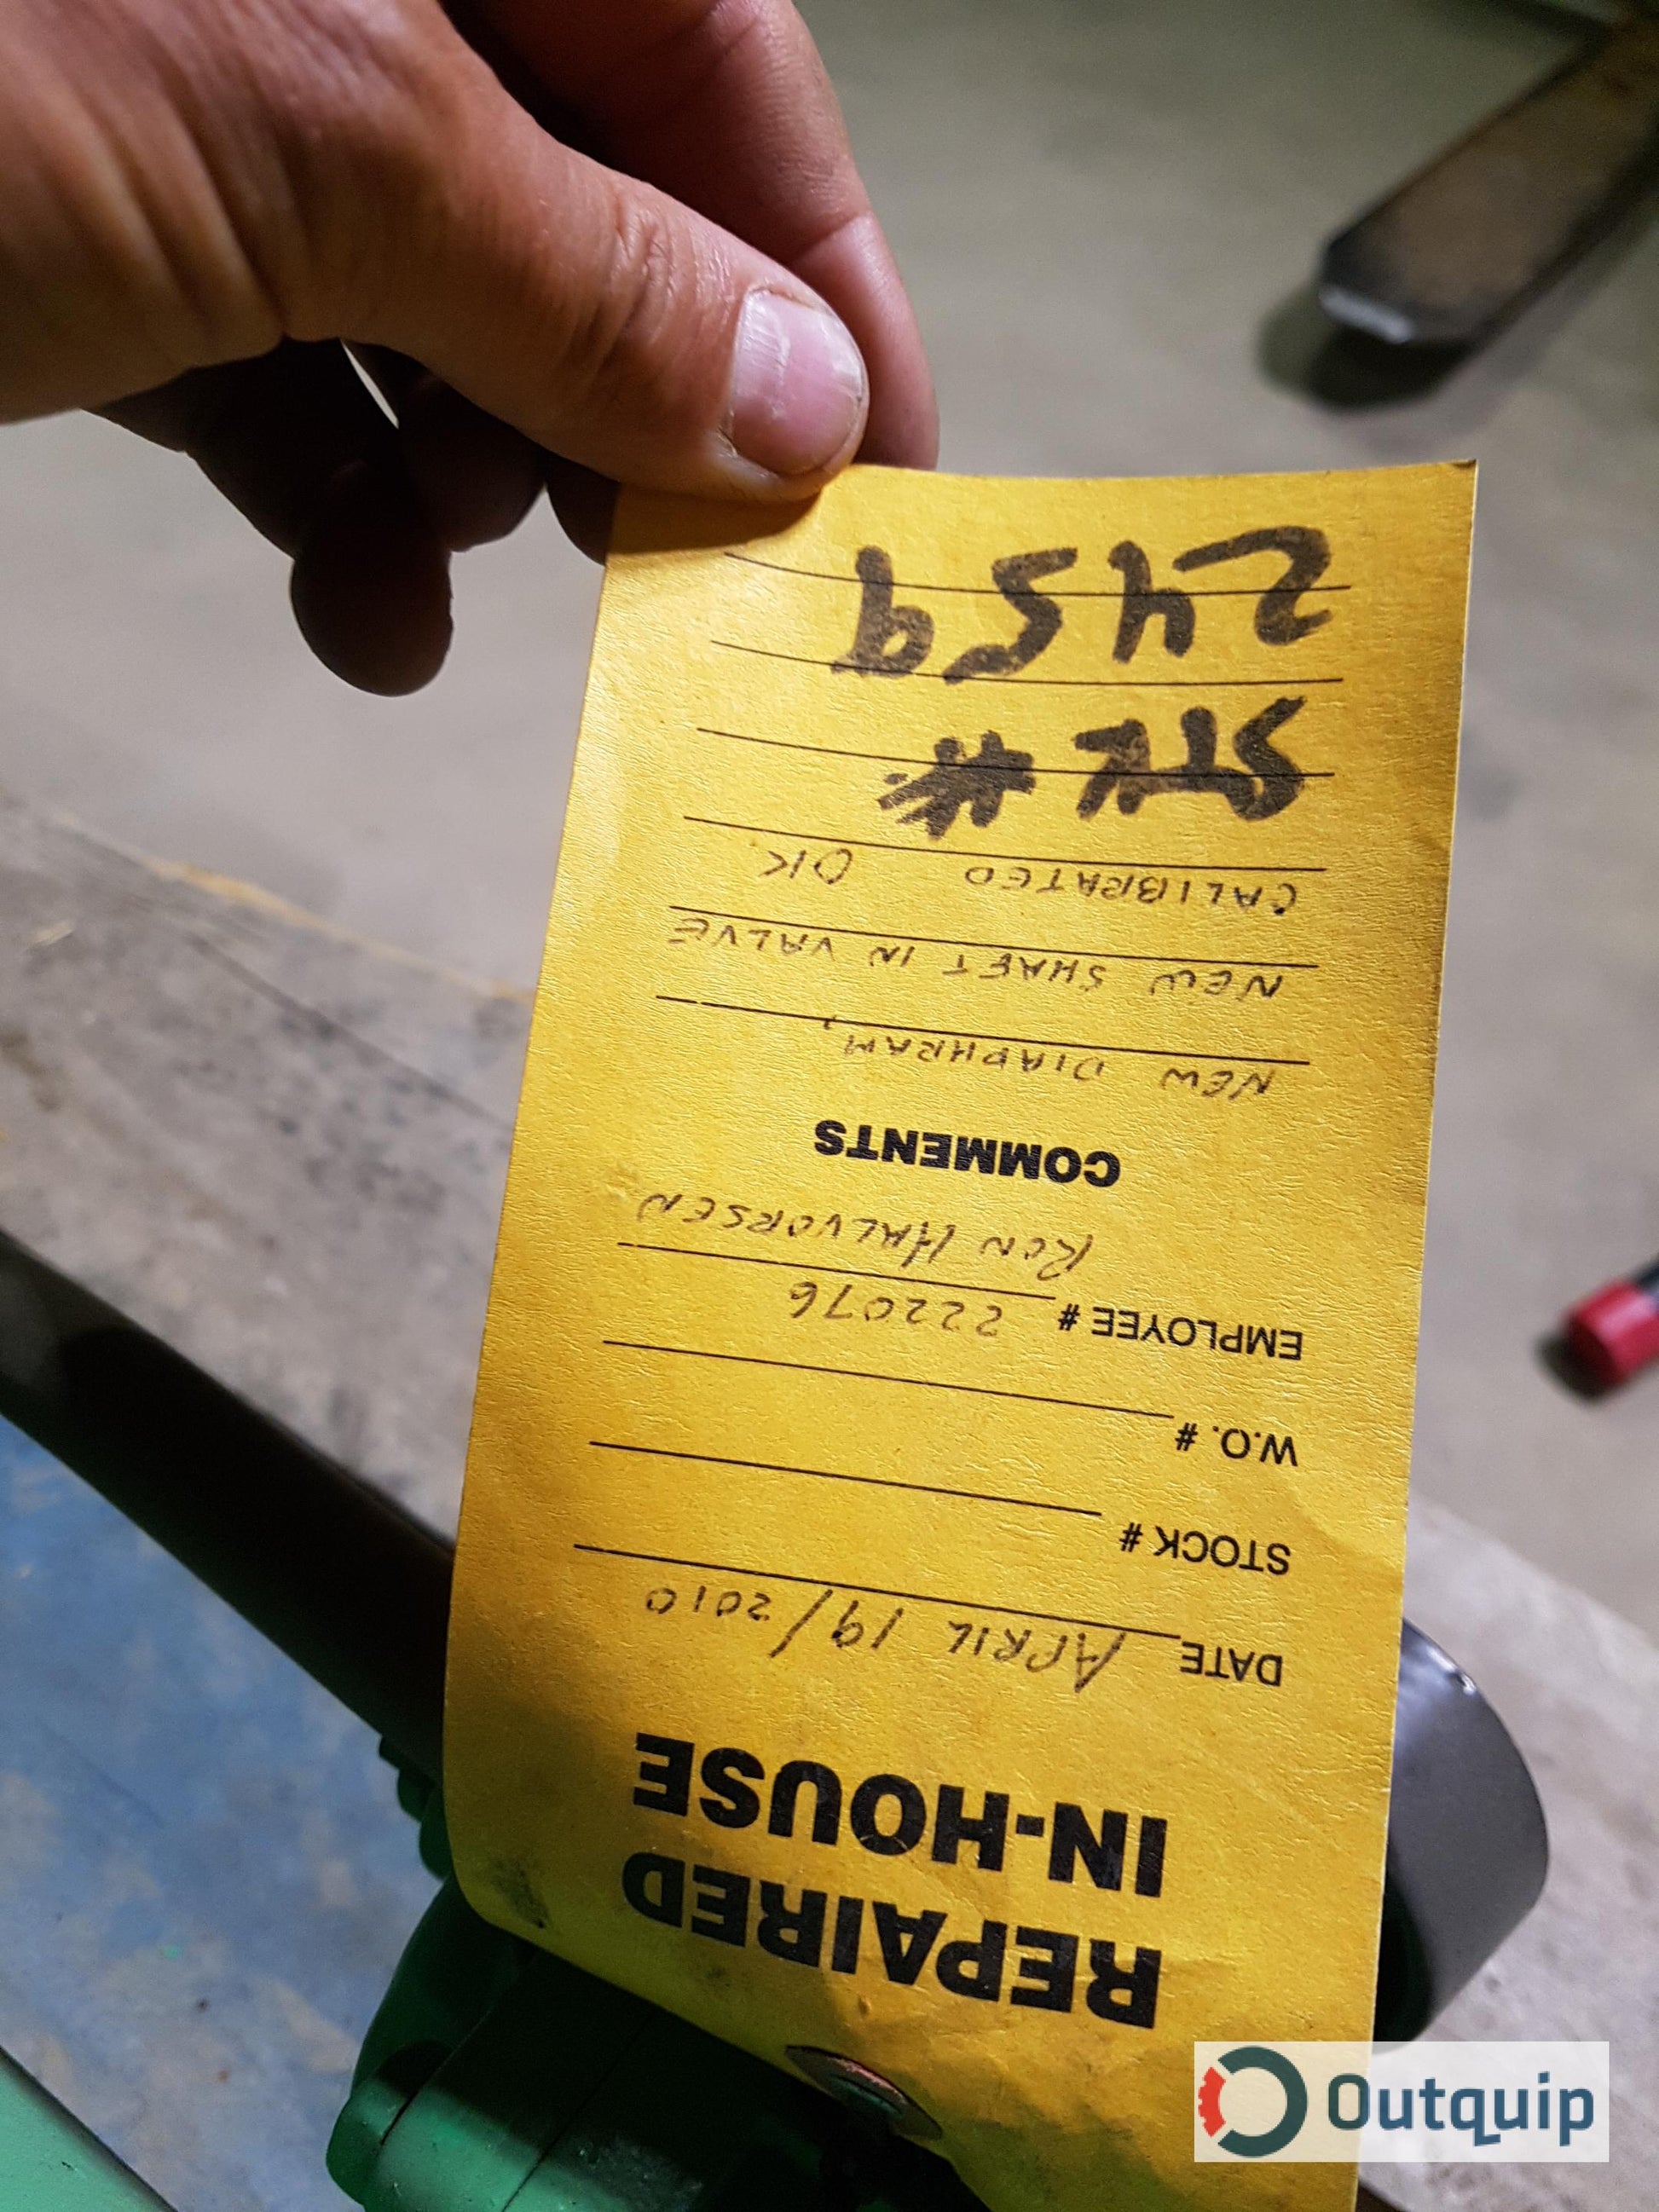 REPAIRED
IN-HOUSE
DATE APRIL 19/2010
STOCK #
W.O. #
EMPLOYEE # 222076
RON HALVORSEN
COMMENTS
NEW DIAPHRAM,
NEW SHAFT IN VALVE
CALIBRATED OK
STK #
2459
Outquip